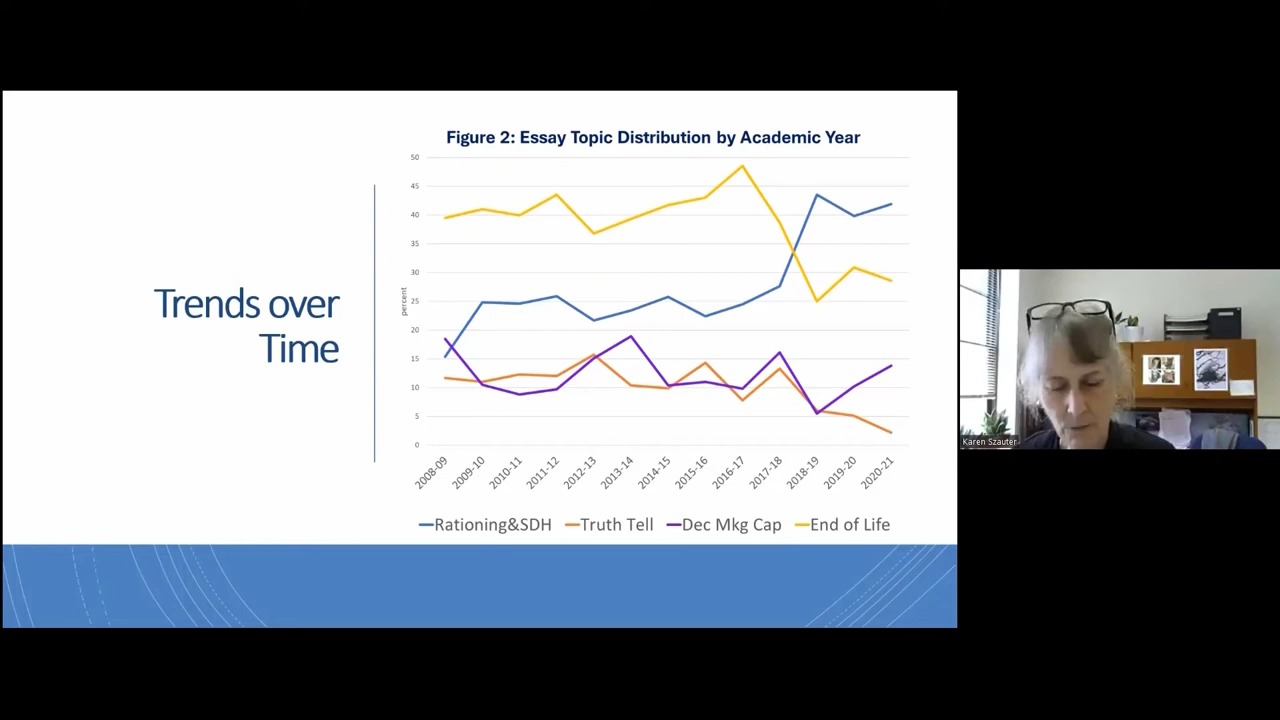 Trends over
Time
Figure 2: Essay Topic Distribution by Academic Year
50
45
40
35
30
25
20
15
10
5
0
percent
2008-09
2009-10
2010-11
2011-12
2012-13
2013-14
2014-15
2015-16
2016-17
2017-18
2018-19
2019-20
2020-21
Rationing&SDH
Truth Tell
Dec Mkg Cap
End of Life
Karen Szauter